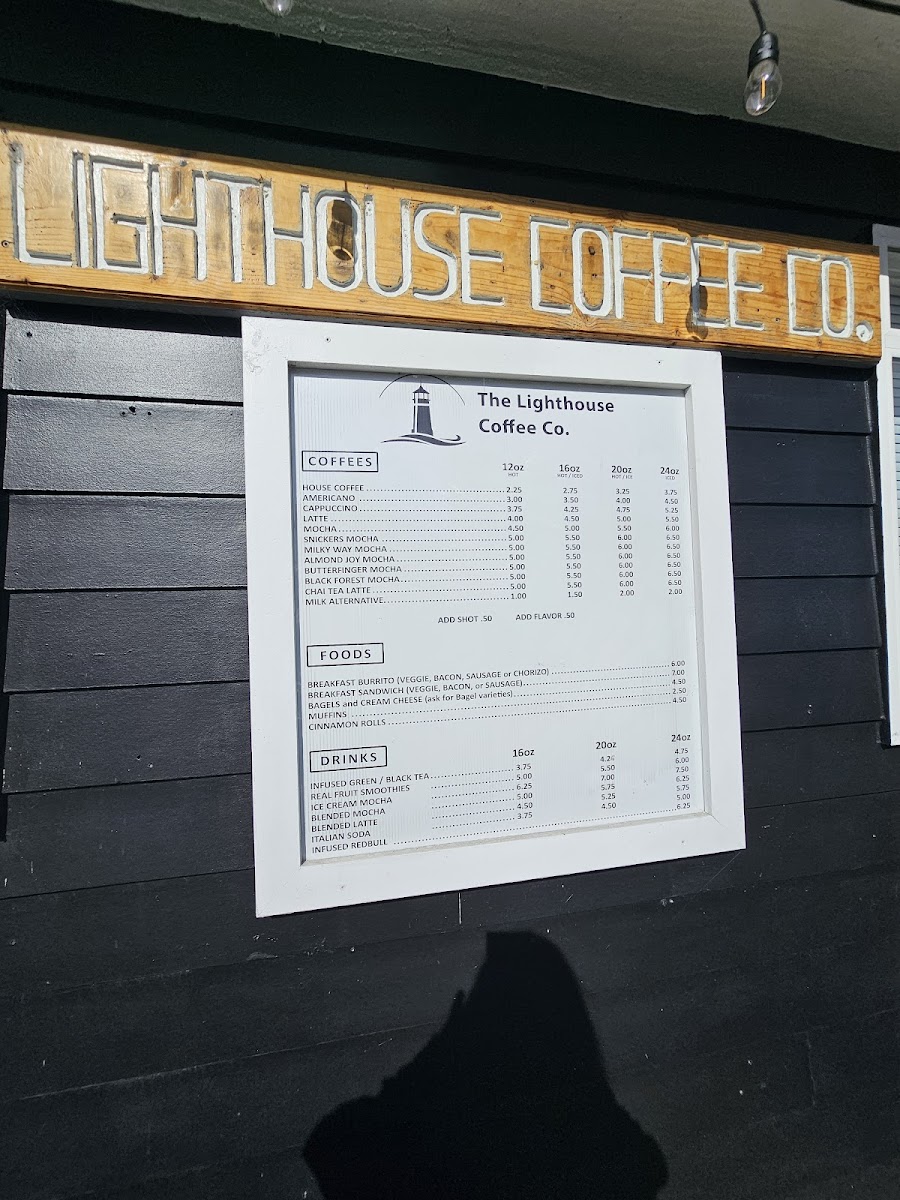 LIGHTHOUSE COFFEE CO.
The Lighthouse
Coffee Co.
COFFEES
12oz 16oz 20oz 24oz
HOT HOT / ICED HOT / ICE ICED
HOUSE COFFEE 2.25 2.75 3.25 3.75
AMERICANO 3.00 3.50 4.00 4.50
CAPPUCCINO 3.75 4.25 4.75 5.25
LATTE 4.00 4.50 5.00 5.50
MOCHA 4.50 5.00 5.50 6.00
SNICKERS MOCHA 5.00 5.50 6.00 6.50
MILKY WAY MOCHA 5.00 5.50 6.00 6.50
ALMOND JOY MOCHA 5.00 5.50 6.00 6.50
BUTTERFINGER MOCHA 5.00 5.50 6.00 6.50
BLACK FOREST MOCHA 5.00 5.50 6.00 6.50
CHAI TEA LATTE 5.00 5.50 6.00 6.50
MILK ALTERNATIVE 1.00 1.50 2.00 2.00
ADD SHOT .50 ADD FLAVOR .50
FOODS
BREAKFAST BURRITO (VEGGIE, BACON, SAUSAGE or CHORIZO) 6.00
BREAKFAST SANDWICH (VEGGIE, BACON, or SAUSAGE) 7.00
BAGELS and CREAM CHEESE (ask for Bagel varieties) 4.50
MUFFINS 2.50
CINNAMON ROLLS 4.50
DRINKS
16oz 20oz 24oz
INFUSED GREEN / BLACK TEA 3.75 4.25 4.75
REAL FRUIT SMOOTHIES 5.00 5.50 6.00
ICE CREAM MOCHA 6.25 7.00 7.50
BLENDED MOCHA 5.00 5.75 6.25
BLENDED LATTE 4.50 5.25 5.75
ITALIAN SODA 3.75 4.50 5.00
INFUSED REDBULL 6.25